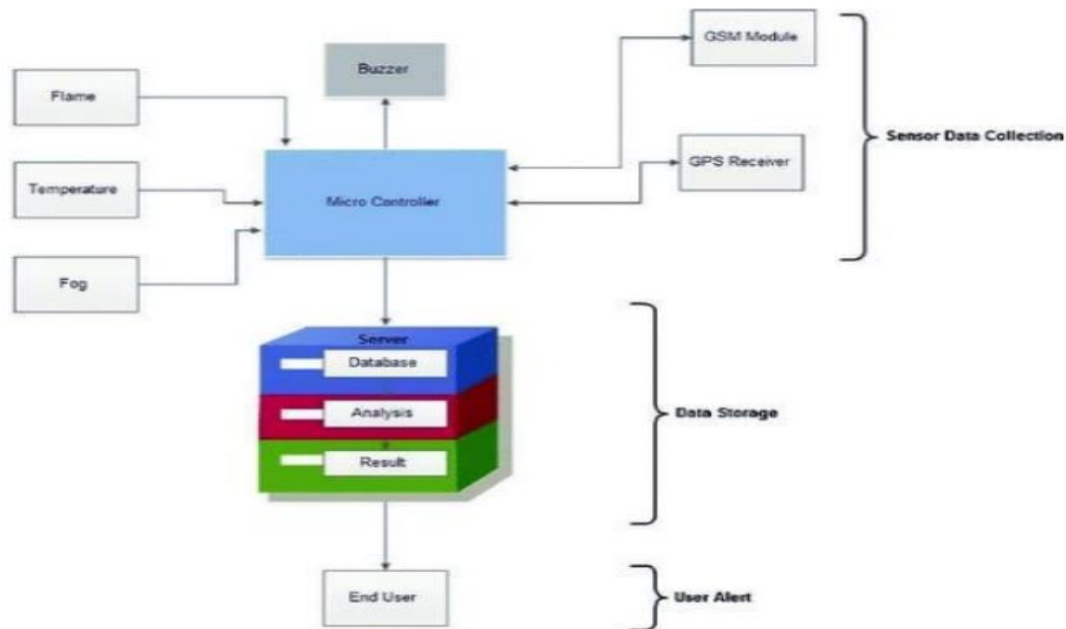 GSM Module
Buzzer
Flame
Sensor Data Collection
GPS Receiver
Temperature
Micro Controller
Fog
Server
Database
Analysis
Data Storage
Result
End User
User Alert